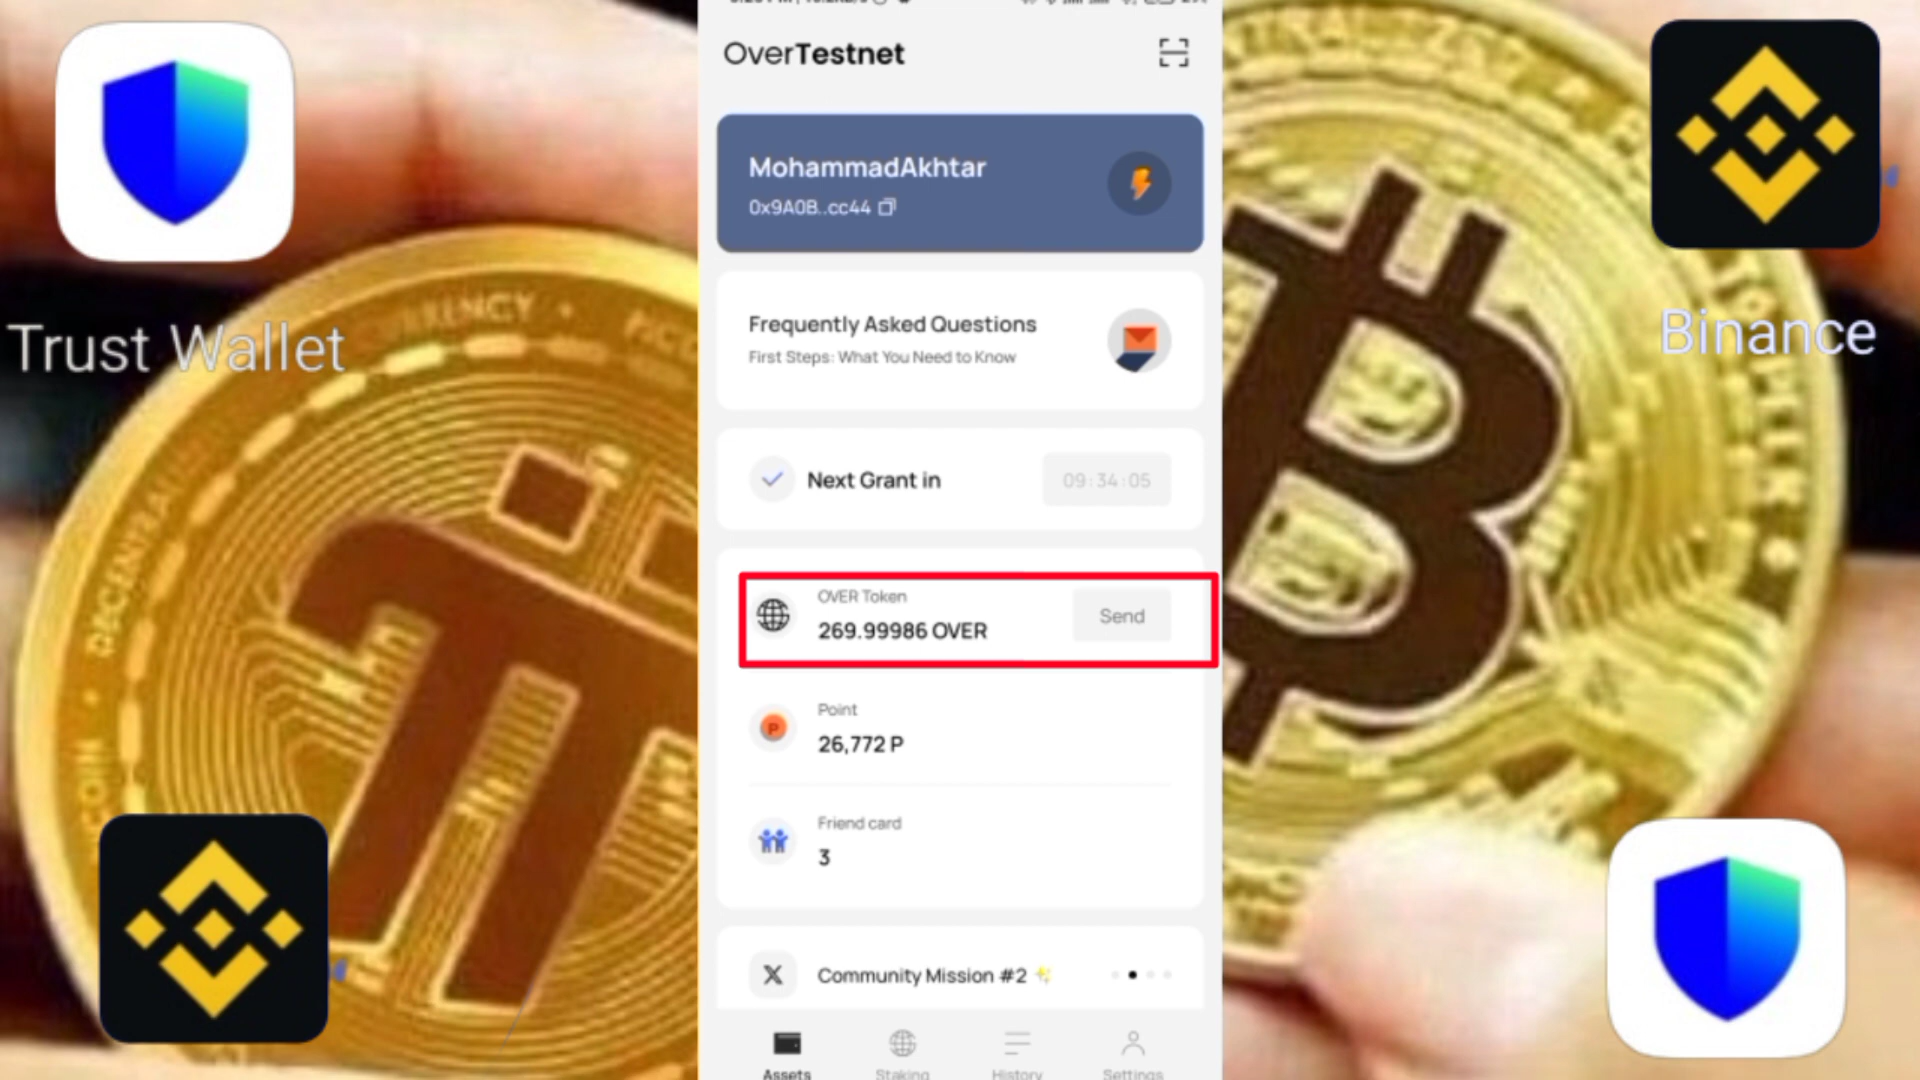 OverTestnet
MohammadAkhtar
0x9A0B..cc44
Frequently Asked Questions
First Steps: What You Need to Know
Next Grant in
09:34:05
OVER Token
269.99986 OVER
Send
Point
P
26,772 P
Friend card
3
X
Community Mission #2
Assets
Staking
History
Settings
Trust Wallet
Binance
DECENTRAL
COIN